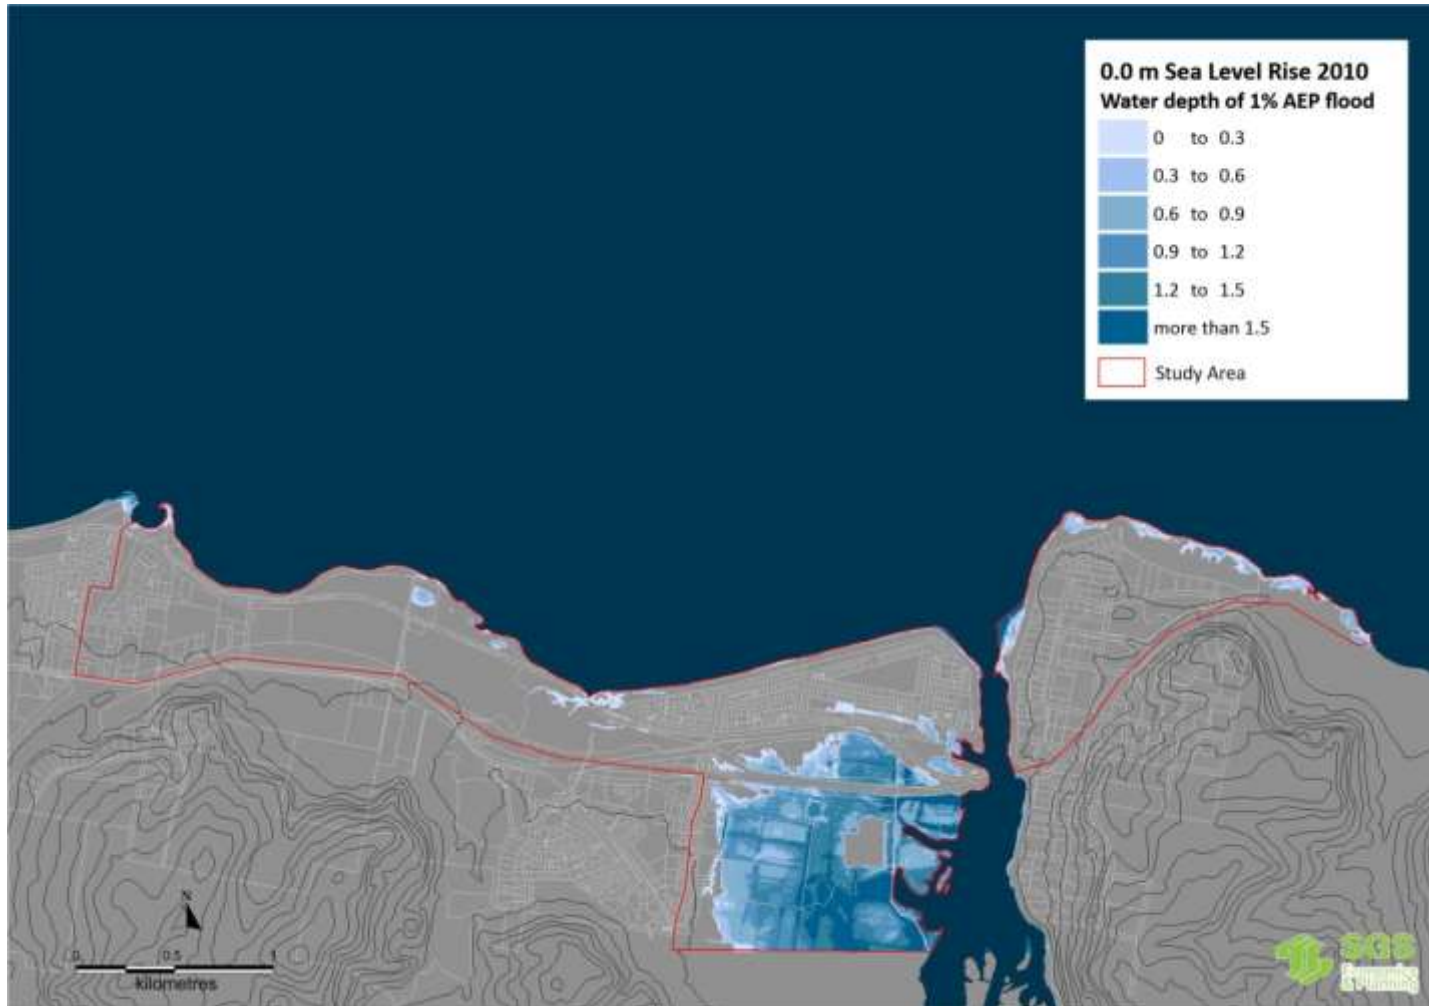 0.0 m Sea Level Rise 2010
Water depth of 1% AEP flood
0 to 0.3
0.3 to 0.6
0.6 to 0.9
0.9 to 1.2
1.2 to 1.5
more than 1.5
Study Area
N
0 0.5 1
kilometres
SGS
Economics
& Planning